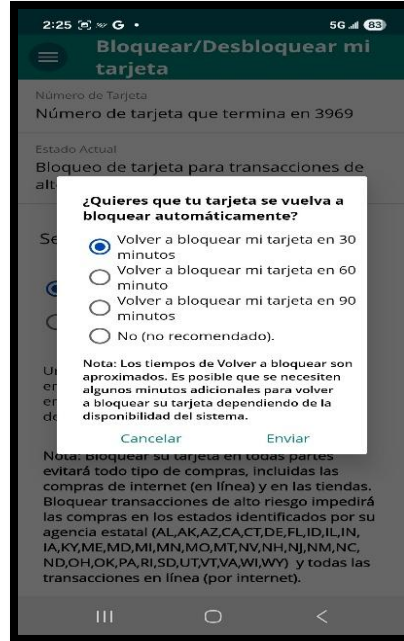 2:25 G • 5G 83
Bloquear/Desbloquear mi
tarjeta
Número de Tarjeta
Número de tarjeta que termina en 3969
Estado Actual
Bloqueo de tarjeta para transacciones de
alt
¿Quieres que tu tarjeta se vuelva a
bloquear automáticamente?
Se
Volver a bloquear mi tarjeta en 30
minutos
Volver a bloquear mi tarjeta en 60
minuto
Volver a bloquear mi tarjeta en 90
minutos
No (no recomendado).
Nota: Los tiempos de Volver a bloquear son
aproximados. Es posible que se necesiten
algunos minutos adicionales para volver
a bloquear su tarjeta dependiendo de la
disponibilidad del sistema.
Cancelar Enviar
Nota: Bloquear su tarjeta en todas partes
evitará todo tipo de compras, incluidas las
compras de internet (en línea) y en las tiendas.
Bloquear transacciones de alto riesgo impedirá
las compras en los estados identificados por su
agencia estatal (AL,AK,AZ,CA,CT,DE,FL,ID,IL,IN,
IA,KY,ME,MD,MI,MN,MO,MT,NV,NH,NJ,NM,NC,
ND,OH,OK,PA,RI,SD,UT,VT,VA,WI,WY) y todas las
transacciones en línea (por internet).